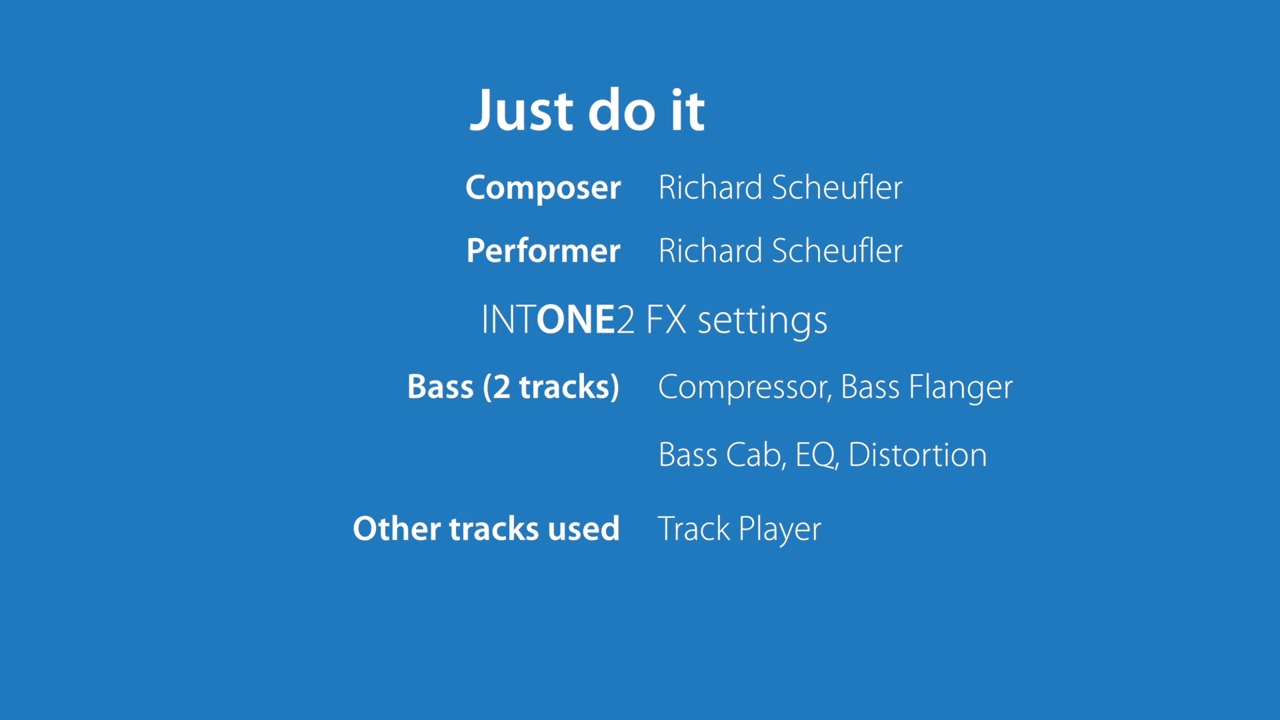 Just do it
Composer Richard Scheufler
Performer Richard Scheufler
INTONE2 FX settings
Bass (2 tracks) Compressor, Bass Flanger
Bass Cab, EQ, Distortion
Other tracks used Track Player